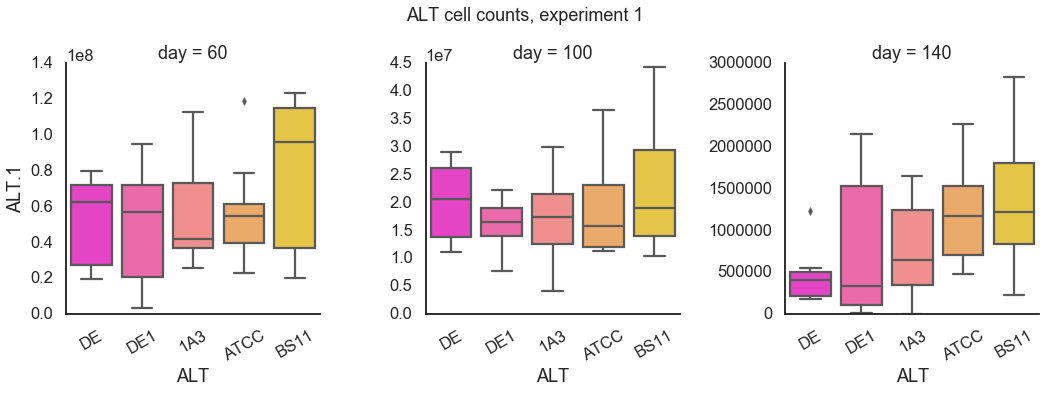 ALT cell counts, experiment 1
1e8
day = 60
1.4
1.2
1.0
0.8
0.6
0.4
0.2
0.0
ALT.1
DE
DE1
1A3
ATCC
BS11
ALT
1e7
day = 100
4.5
4.0
3.5
3.0
2.5
2.0
1.5
1.0
0.5
0.0
DE
DE1
1A3
ATCC
BS11
ALT
day = 140
3000000
2500000
2000000
1500000
1000000
500000
0
DE
DE1
1A3
ATCC
BS11
ALT